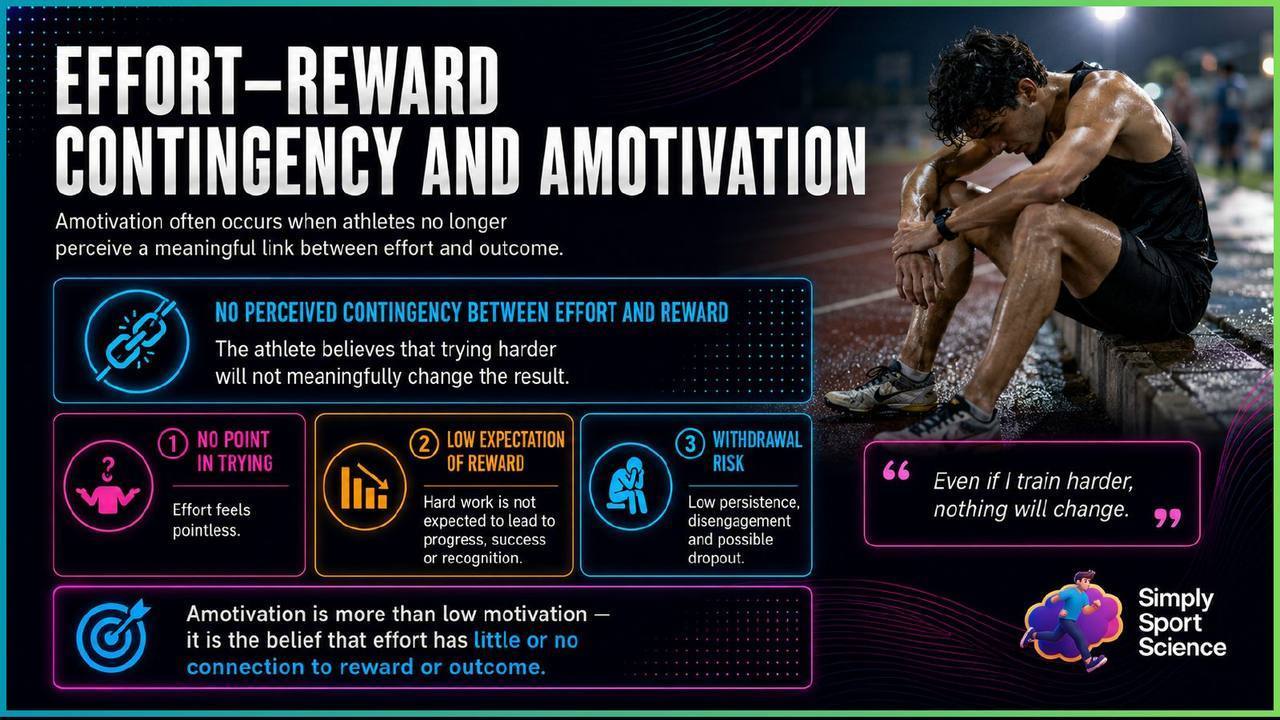 EFFORT–REWARD
CONTINGENCY AND AMOTIVATION
Amotivation often occurs when athletes no longer
perceive a meaningful link between effort and outcome.
NO PERCEIVED CONTINGENCY BETWEEN EFFORT AND REWARD
The athlete believes that trying harder
will not meaningfully change the result.
1 NO POINT
IN TRYING
?
Effort feels
pointless.
2 LOW EXPECTATION
OF REWARD
Hard work is not
expected to lead to
progress, success
or recognition.
3 WITHDRAWAL
RISK
Low persistence,
disengagement
and possible
dropout.
“ Even if I train harder,
nothing will change. ”
Amotivation is more than low motivation —
it is the belief that effort has little or no
connection to reward or outcome.
Simply
Sport
Science